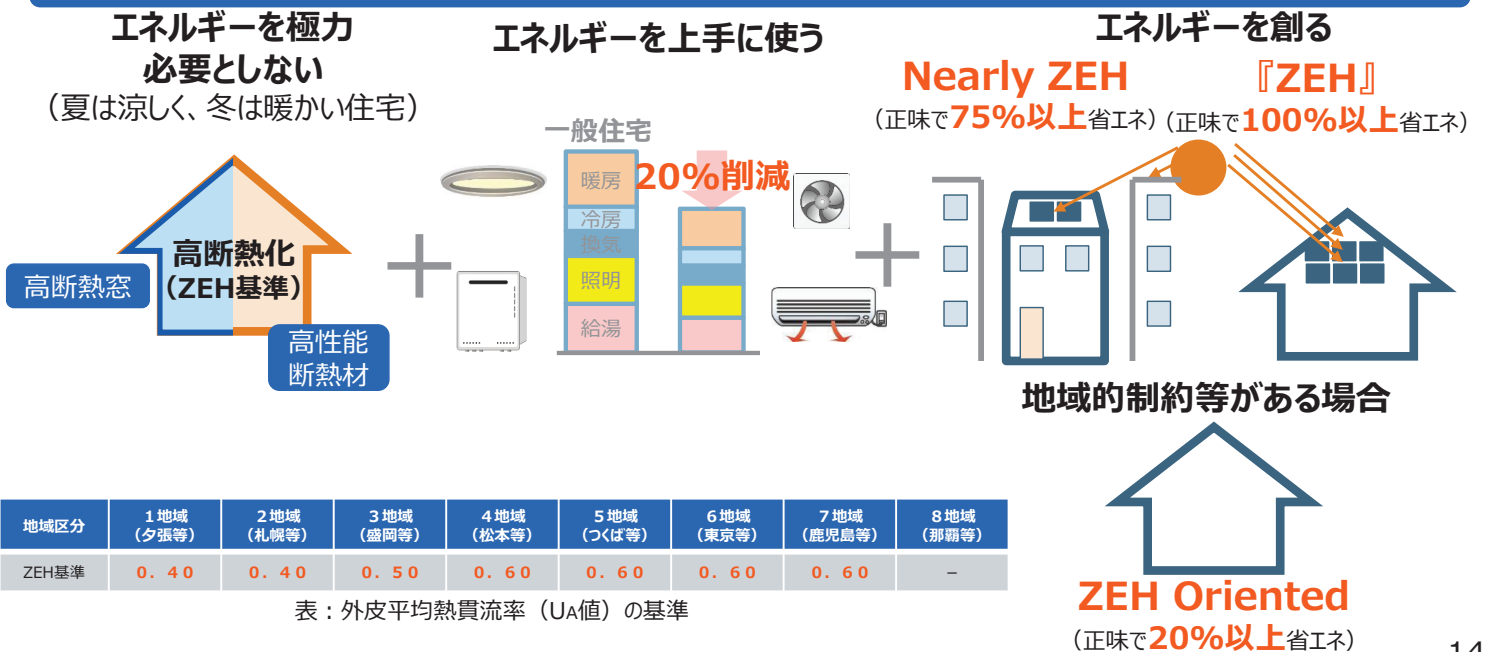 エネルギーを極力
必要としない
（夏は涼しく、冬は暖かい住宅）
高断熱化
（ZEH基準）
高断熱窓
高性能
断熱材
エネルギーを上手に使う
一般住宅
暖房
冷房
換気
照明
給湯
20%削減
エネルギーを創る
Nearly ZEH
（正味で75%以上省エネ）
『ZEH』
（正味で100%以上省エネ）
地域的制約等がある場合
ZEH Oriented
（正味で20%以上省エネ）
地域区分 1地域（夕張等） 2地域（札幌等） 3地域（盛岡等） 4地域（松本等） 5地域（つくば等） 6地域（東京等） 7地域（鹿児島等） 8地域（那覇等）
ZEH基準 0．40 0．40 0．50 0．60 0．60 0．60 0．60 －
表：外皮平均熱貫流率（UA値）の基準
14